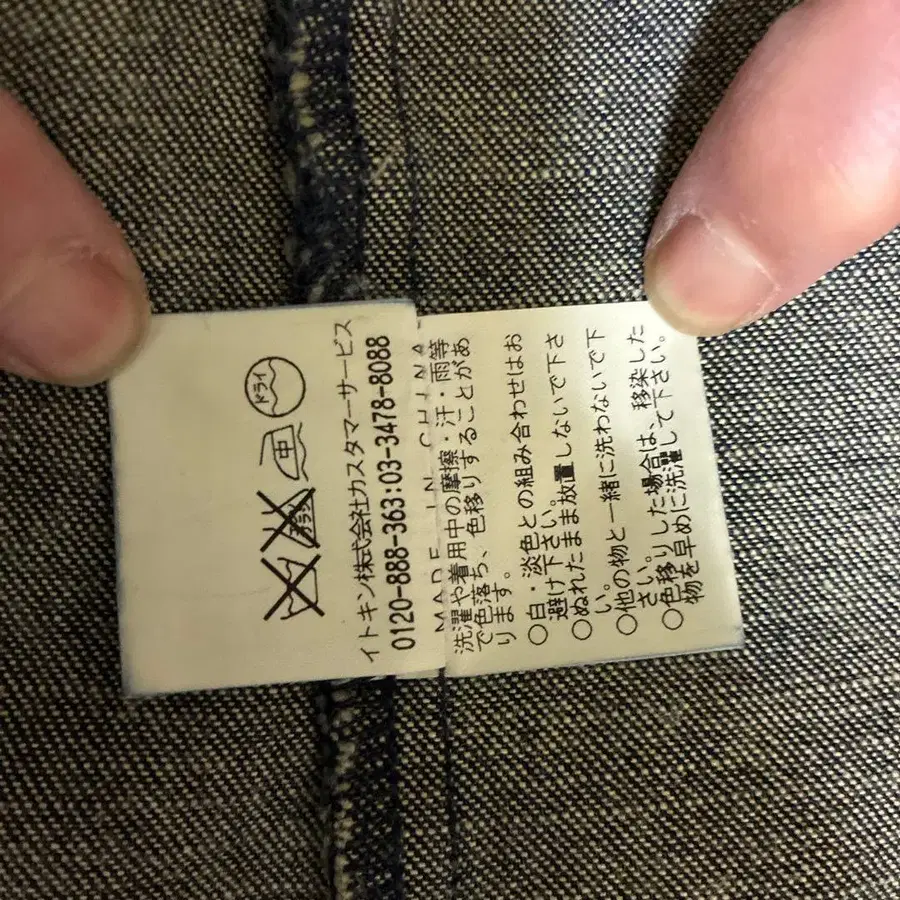 エンソサラシ
中
ドライ
イトキン株式会社カスタマーサービス
0120-888-363:03-3478-8088
MADE IN CHINA
洗濯や着用中の摩擦・汗・雨等
で色落ち、色移りすることがあ
ります。
○白・淡色との組み合わせはお
避け下さい。
○ぬれたまま放置しないで下さ
い。
○他の物と一緒に洗わないで下
さい。
○色移りした場合は、移染した
物を早めに洗濯して下さい。